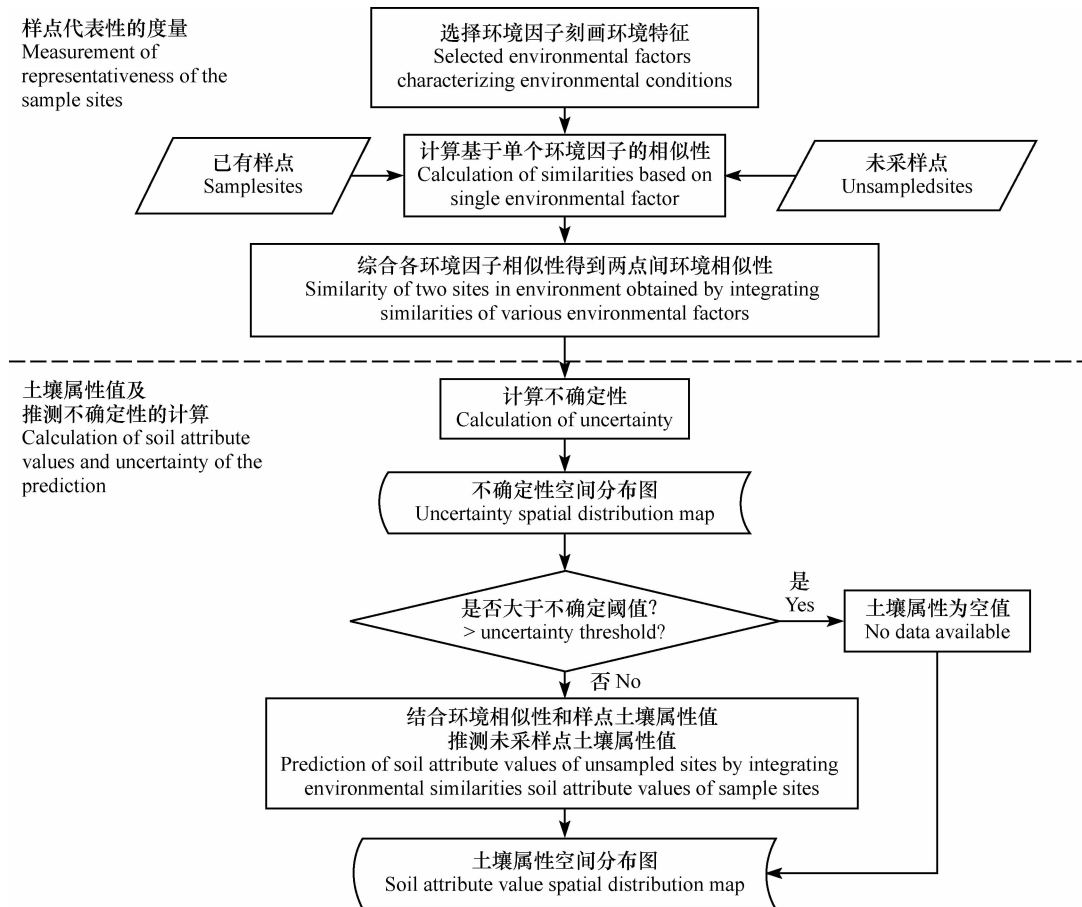 样点代表性的度量
Measurement of
representativeness of the
sample sites
选择环境因子刻画环境特征
Selected environmental factors
characterizing environmental conditions
已有样点
Samplesites
计算基于单个环境因子的相似性
Calculation of similarities based on
single environmental factor
未采样点
Unsampledsites
综合各环境因子相似性得到两点间环境相似性
Similarity of two sites in environment obtained by integrating
similarities of various environmental factors
土壤属性值及
推测不确定性的计算
Calculation of soil attribute
values and uncertainty of the
prediction
计算不确定性
Calculation of uncertainty
不确定性空间分布图
Uncertainty spatial distribution map
是否大于不确定阈值?
> uncertainty threshold?
是
Yes
土壤属性为空值
No data available
否 No
结合环境相似性和样点土壤属性值
推测未采样点土壤属性值
Prediction of soil attribute values of unsampled sites by integrating
environmental similarities soil attribute values of sample sites
土壤属性空间分布图
Soil attribute value spatial distribution map